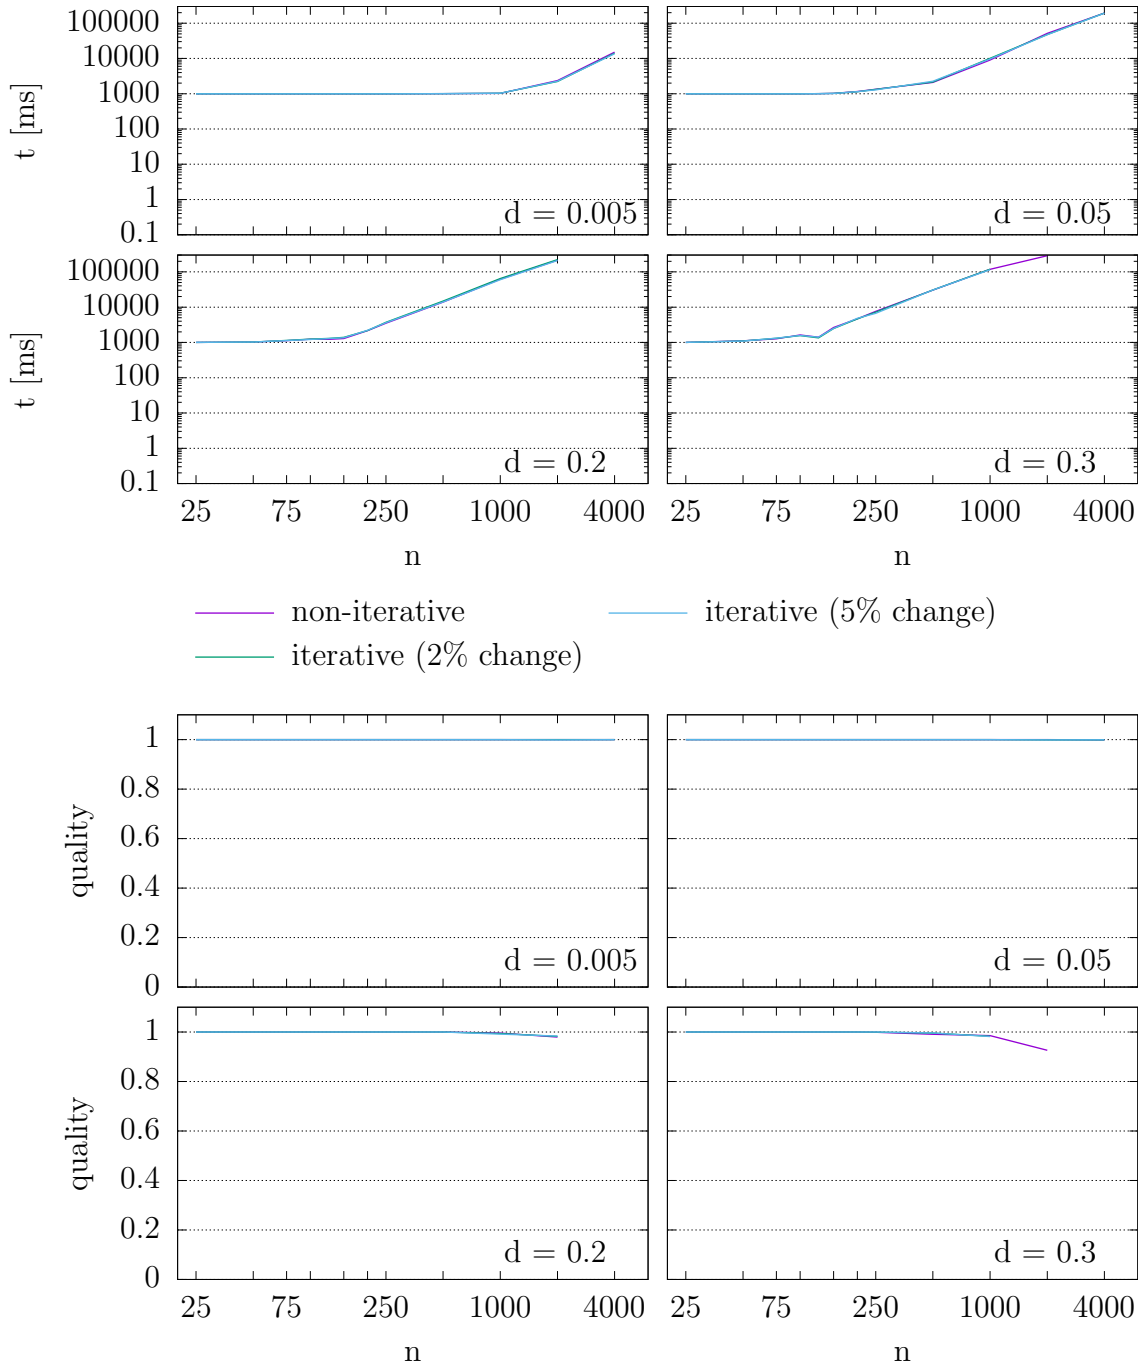 t [ms]
100000
10000
1000
100
10
1
0.1
d = 0.005
d = 0.05
t [ms]
100000
10000
1000
100
10
1
0.1
d = 0.2
d = 0.3
25 75 250 1000 4000
25 75 250 1000 4000
n
n
non-iterative
iterative (5% change)
iterative (2% change)
quality
1
0.8
0.6
0.4
0.2
0
d = 0.005
d = 0.05
quality
1
0.8
0.6
0.4
0.2
0
d = 0.2
d = 0.3
25 75 250 1000 4000
25 75 250 1000 4000
n
n